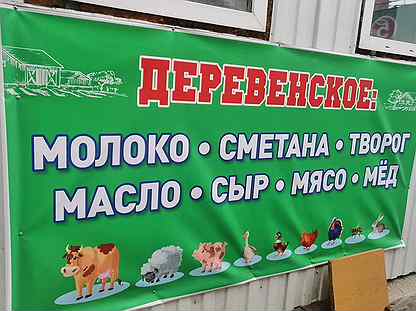 ДЕРЕВЕНСКОЕ:
МОЛОКО • СМЕТАНА • ТВОРОГ
МАСЛО • СЫР • МЯСО • МЁД